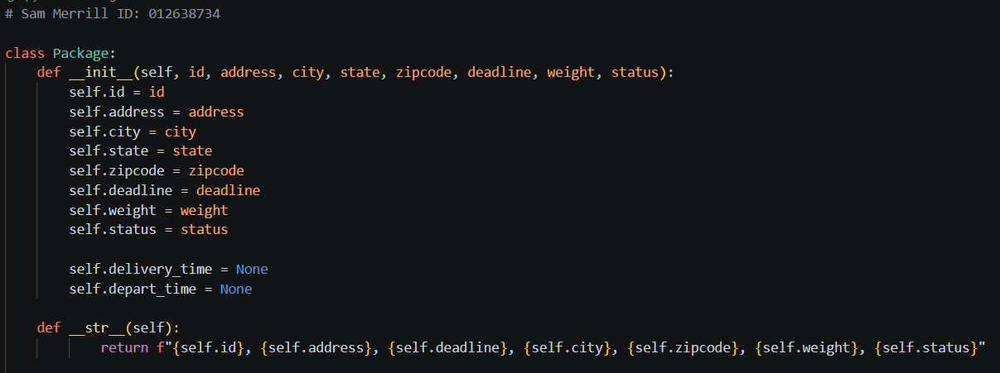 # Sam Merrill ID: 012638734
class Package:
    def __init__(self, id, address, city, state, zipcode, deadline, weight, status):
        self.id = id
        self.address = address
        self.city = city
        self.state = state
        self.zipcode = zipcode
        self.deadline = deadline
        self.weight = weight
        self.status = status
        self.delivery_time = None
        self.depart_time = None
    def __str__(self):
            return f"{self.id}, {self.address}, {self.deadline}, {self.city}, {self.zipcode}, {self.weight}, {self.status}"